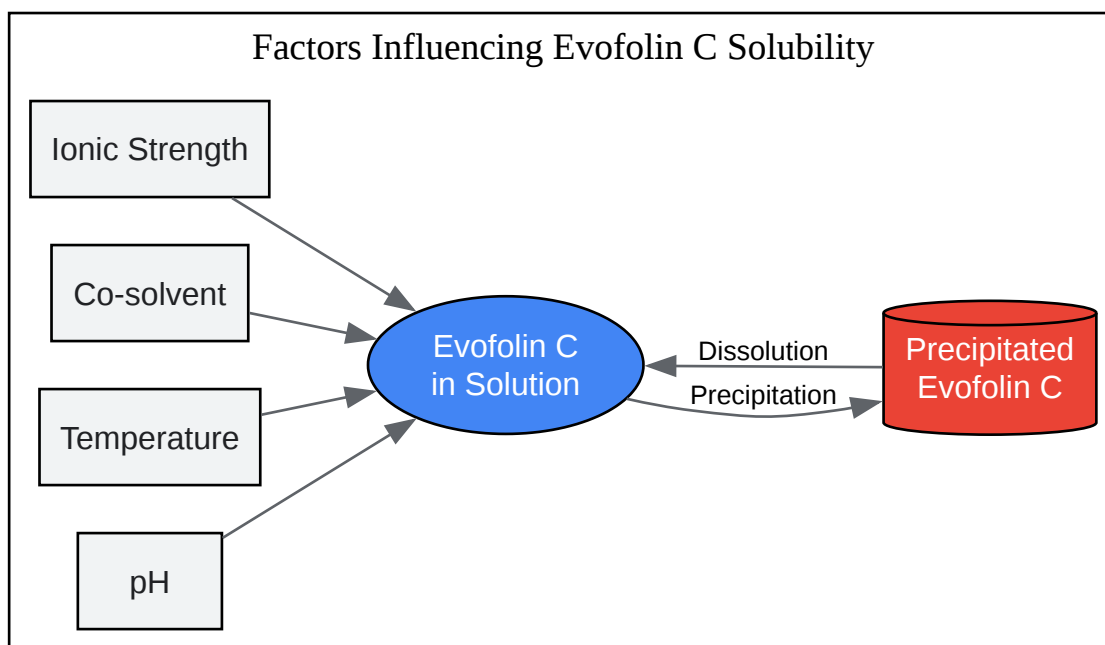 Factors Influencing Evofolin C Solubility
Ionic Strength
Co-solvent
Temperature
pH
Evofolin C
in Solution
Dissolution
Precipitation
Precipitated
Evofolin C